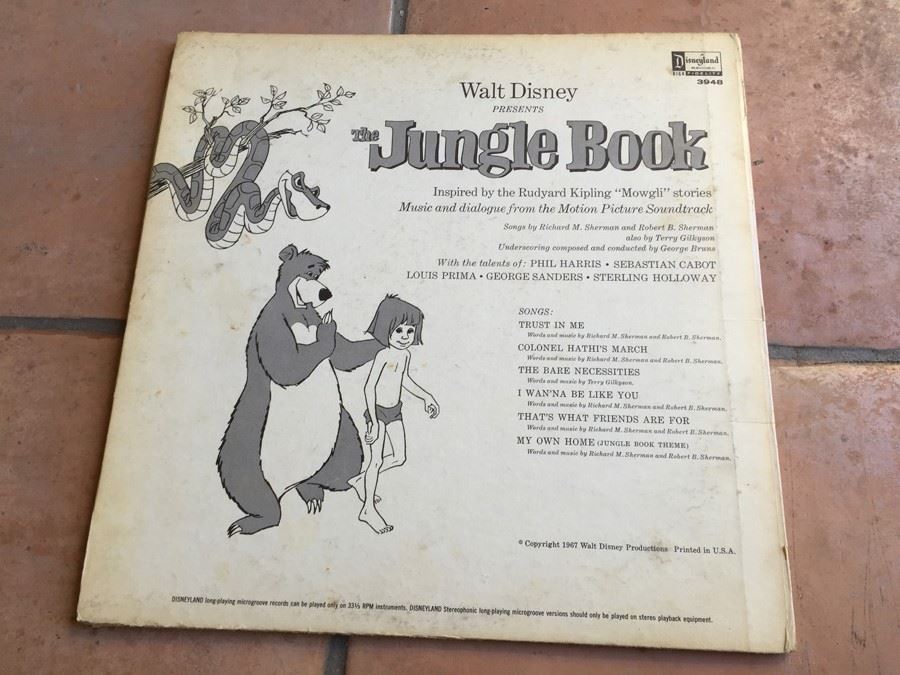 Disneyland
HIGH FIDELITY
3948
Walt Disney
PRESENTS
The Jungle Book
Inspired by the Rudyard Kipling "Mowgli" stories
Music and dialogue from the Motion Picture Soundtrack
Songs by Richard M. Sherman and Robert B. Sherman
also by Terry Gilkyson
Underscoring composed and conducted by George Bruns
With the talents of: PHIL HARRIS • SEBASTIAN CABOT
LOUIS PRIMA • GEORGE SANDERS • STERLING HOLLOWAY
SONGS:
TRUST IN ME
Words and music by Richard M. Sherman and Robert B. Sherman.
COLONEL HATHI'S MARCH
Words and music by Richard M. Sherman and Robert B. Sherman.
THE BARE NECESSITIES
Words and music by Terry Gilkyson.
I WAN'NA BE LIKE YOU
Words and music by Richard M. Sherman and Robert B. Sherman.
THAT'S WHAT FRIENDS ARE FOR
Words and music by Richard M. Sherman and Robert B. Sherman.
MY OWN HOME (JUNGLE BOOK THEME)
Words and music by Richard M. Sherman and Robert B. Sherman.
© Copyright 1967 Walt Disney Productions Printed in U.S.A.
DISNEYLAND long-playing microgroove records can be played only on 33⅓ RPM instruments. DISNEYLAND Stereophonic long-playing microgroove versions should only be played on stereo playback equipment.